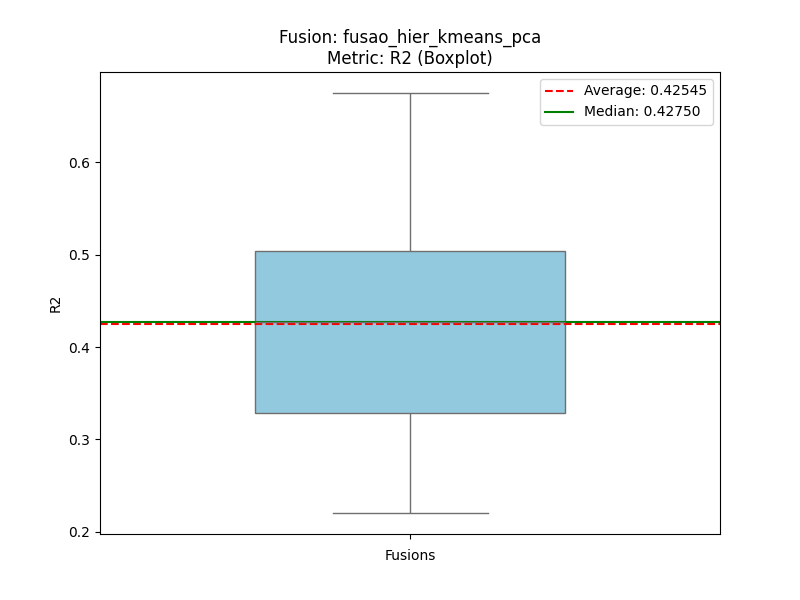 Fusion: fusao_hier_kmeans_pca
Metric: R2 (Boxplot)
Average: 0.42545
Median: 0.42750
0.6
0.5
0.4
0.3
0.2
R2
Fusions